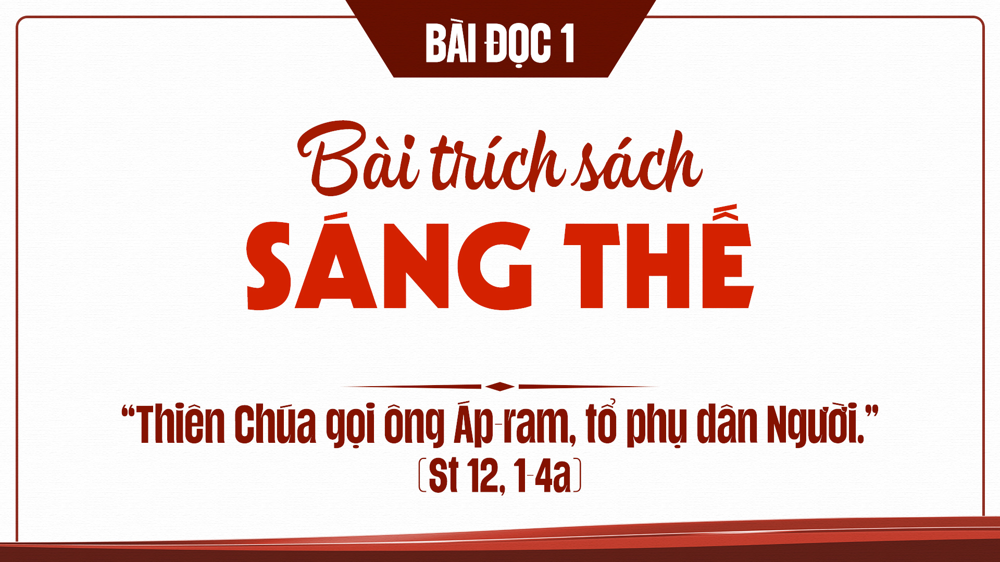 BÀI ĐỌC 1
Bài trích sách
SÁNG THẾ
“Thiên Chúa gọi ông Áp-ram, tổ phụ dân Người.”
(St 12, 1-4a)